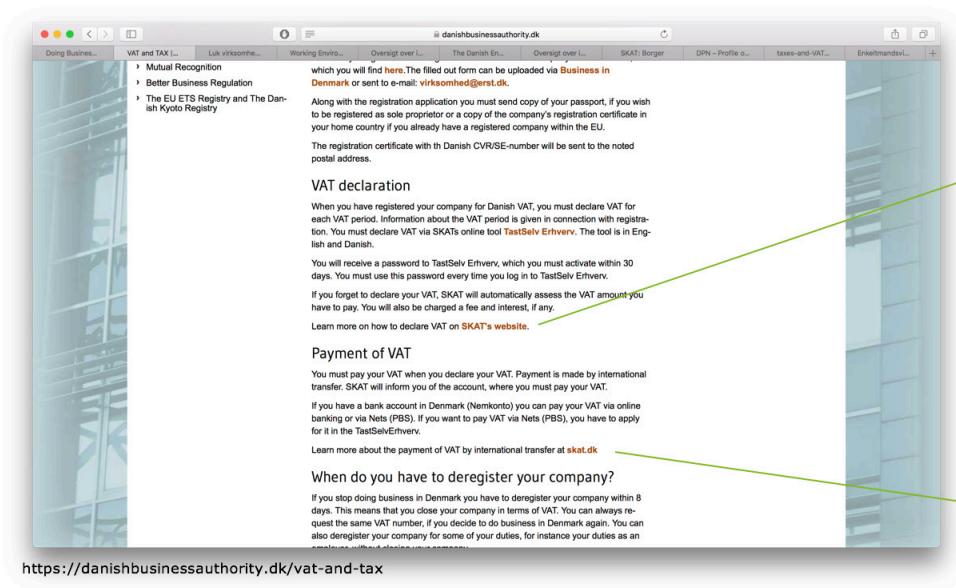 danishbusinessauthority.dk
Doing Busines...
VAT and TAX |...
Luk virksomhe...
Working Enviro...
Oversigt over i...
The Danish En...
Oversigt over i...
SKAT: Borger
DPN – Profile o...
taxes-and-VAT...
Enkeltmandsvi...
Mutual Recognition
Better Business Regulation
The EU ETS Registry and The Dan-
ish Kyoto Registry
which you will find here.The filled out form can be uploaded via Business in
Denmark or sent to e-mail: virksomhed@erst.dk.
Along with the registration application you must send copy of your passport, if you wish
to be registered as sole proprietor or a copy of the company's registration certificate in
your home country if you already have a registered company within the EU.
The registration certificate with th Danish CVR/SE-number will be sent to the noted
postal address.
VAT declaration
When you have registered your company for Danish VAT, you must declare VAT for
each VAT period. Information about the VAT period is given in connection with registra-
tion. You must declare VAT via SKATs online tool TastSelv Erhverv. The tool is in Eng-
lish and Danish.
You will receive a password to TastSelv Erhverv, which you must activate within 30
days. You must use this password every time you log in to TastSelv Erhverv.
If you forget to declare your VAT, SKAT will automatically assess the VAT amount you
have to pay. You will also be charged a fee and interest, if any.
Learn more on how to declare VAT on SKAT's website.
Payment of VAT
You must pay your VAT when you declare your VAT. Payment is made by international
transfer. SKAT will inform you of the account, where you must pay your VAT.
If you have a bank account in Denmark (Nemkonto) you can pay your VAT via online
banking or via Nets (PBS). If you want to pay VAT via Nets (PBS), you have to apply
for it in the TastSelvErhverv.
Learn more about the payment of VAT by international transfer at skat.dk
When do you have to deregister your company?
If you stop doing business in Denmark you have to deregister your company within 8
days. This means that you close your company in terms of VAT. You can always re-
quest the same VAT number, if you decide to do business in Denmark again. You can
also deregister your company for some of your duties, for instance your duties as an
https://danishbusinessauthority.dk/vat-and-tax